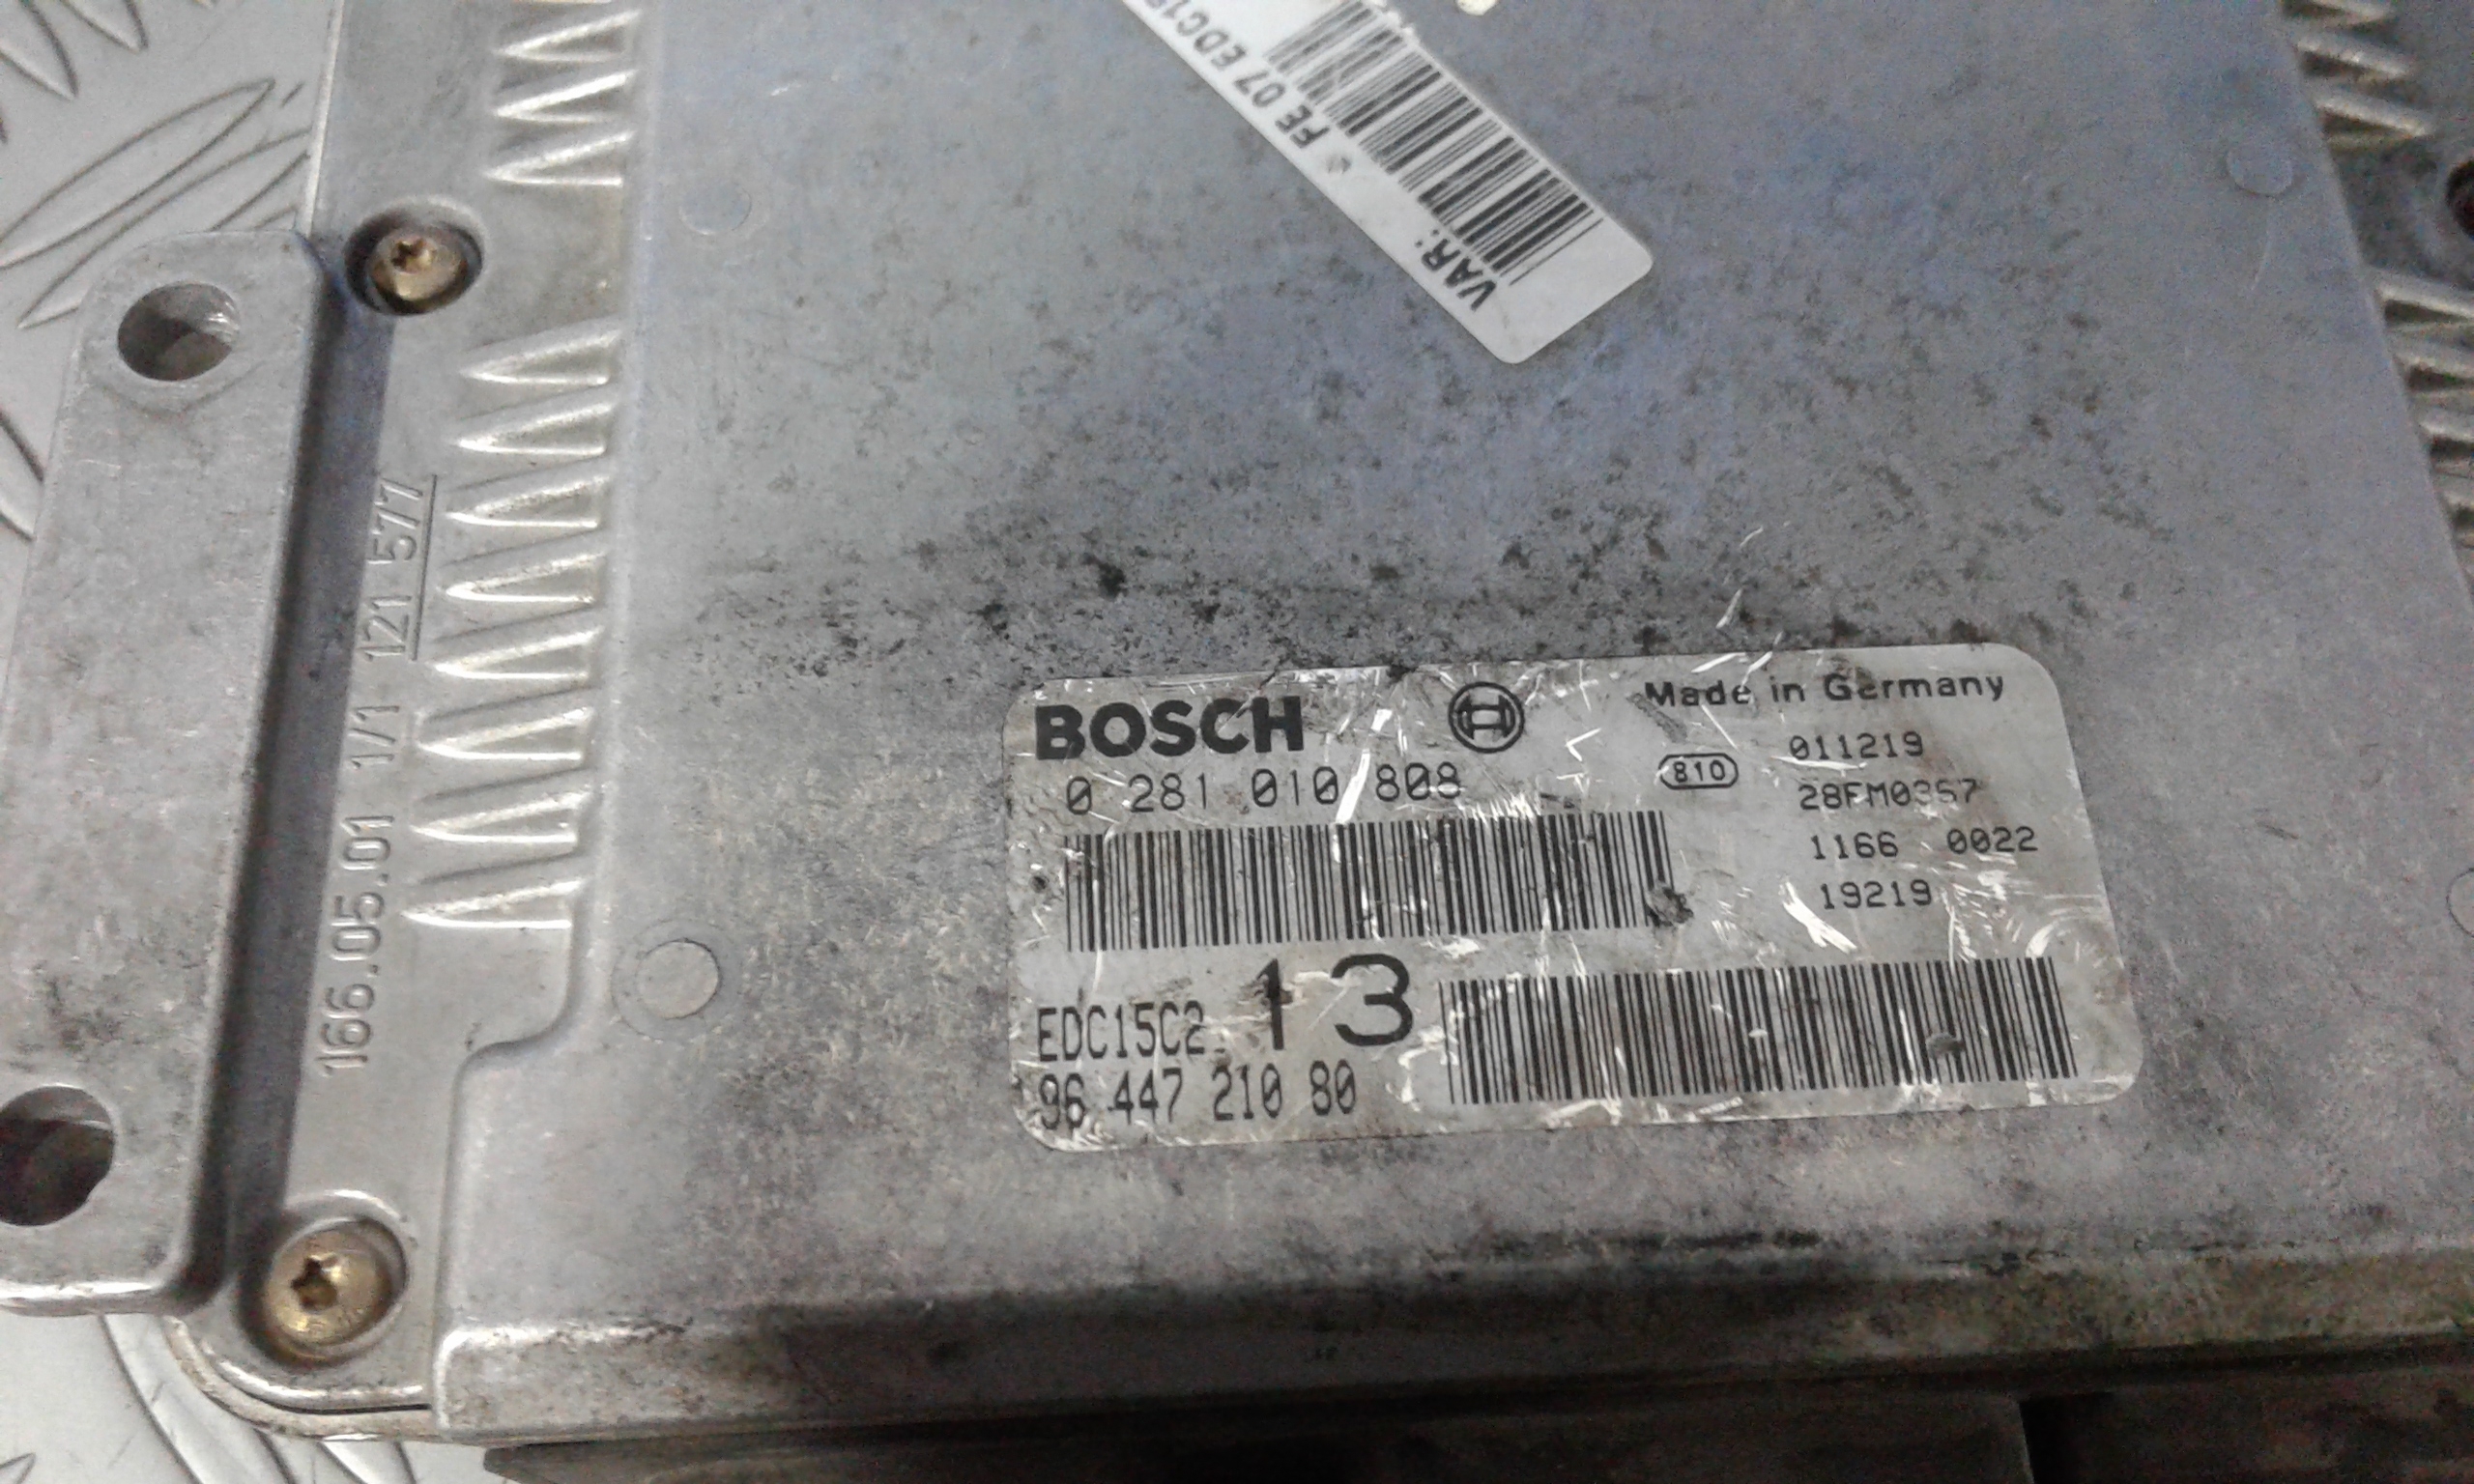 VAR: FE 07 EDC15
166.05.01 1/1 121 577
BOSCH
Made in Germany
0 281 010 808
810
011219
28FM0357
1166 0022
19219
EDC15C2
13
96 447 210 80